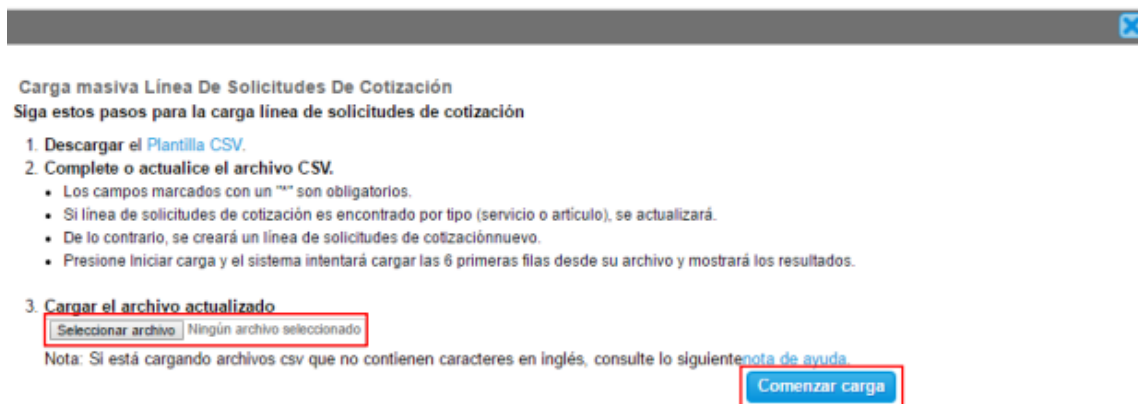 Carga masiva Línea De Solicitudes De Cotización
Siga estos pasos para la carga línea de solicitudes de cotización
1. Descargar el Plantilla CSV.
2. Complete o actualice el archivo CSV.
• Los campos marcados con un "*" son obligatorios.
• Si línea de solicitudes de cotización es encontrado por tipo (servicio o artículo), se actualizará.
• De lo contrario, se creará un línea de solicitudes de cotizaciónnuevo.
• Presione Iniciar carga y el sistema intentará cargar las 6 primeras filas desde su archivo y mostrará los resultados.
3. Cargar el archivo actualizado
Seleccionar archivo Ningún archivo seleccionado
Nota: Si está cargando archivos csv que no contienen caracteres en inglés, consulte lo siguientenota de ayuda.
Comenzar carga